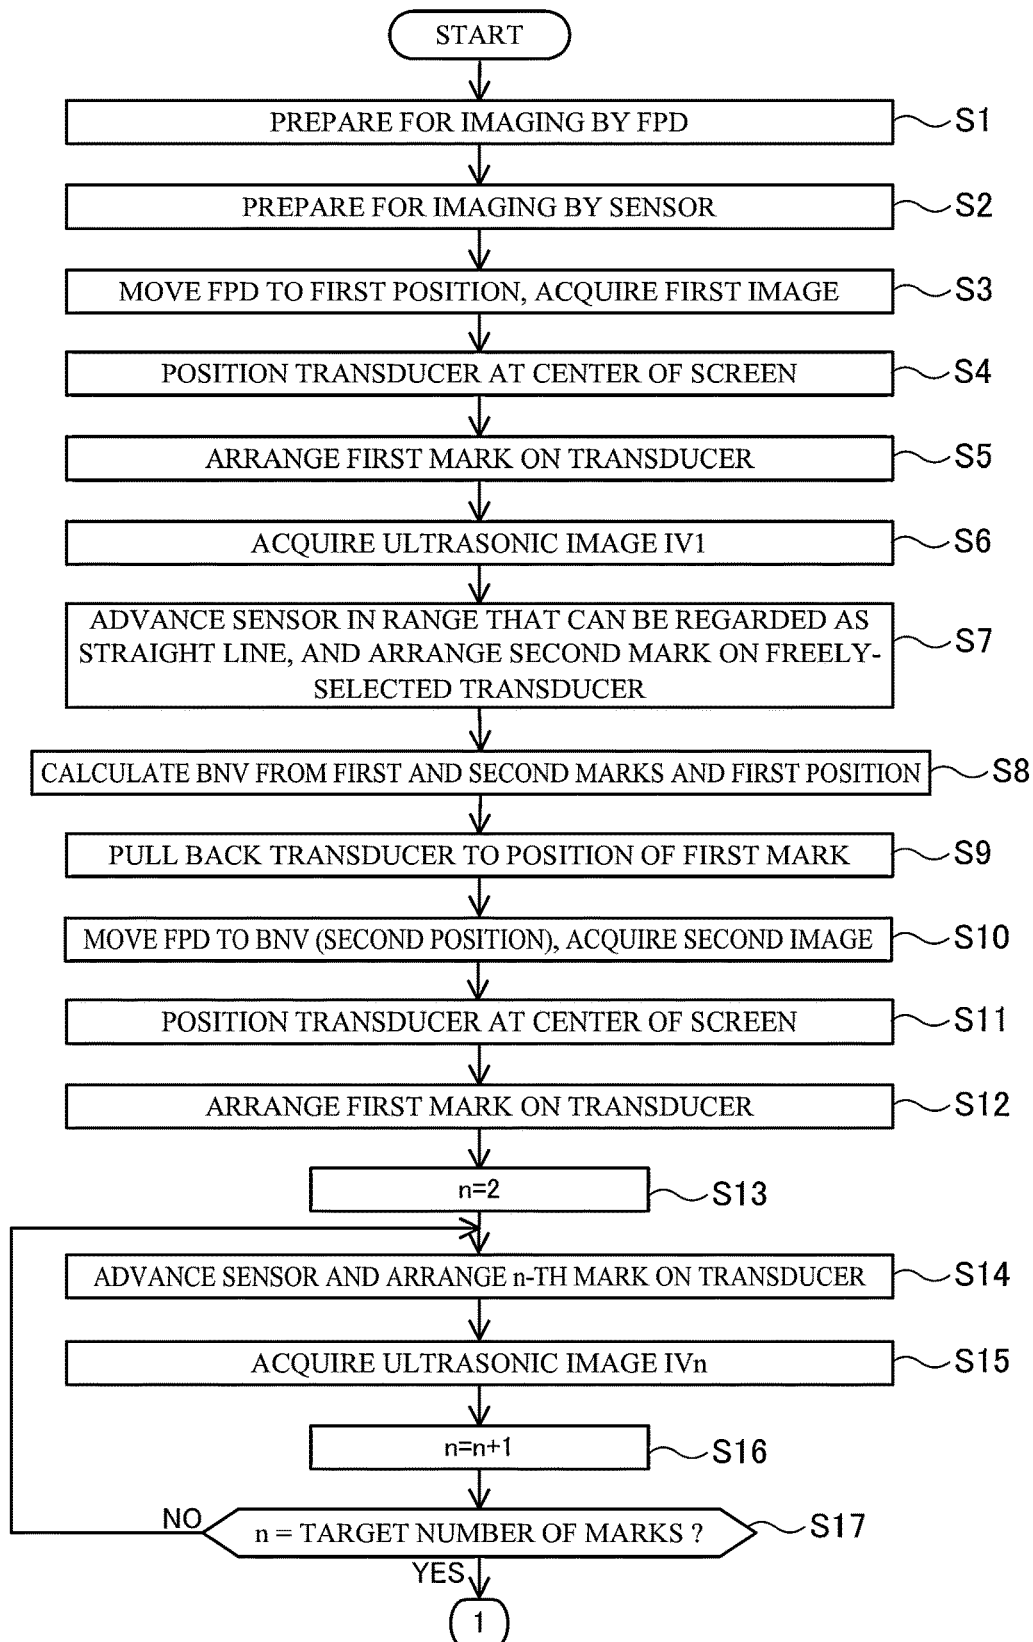 START
PREPARE FOR IMAGING BY FPD
S1
PREPARE FOR IMAGING BY SENSOR
S2
MOVE FPD TO FIRST POSITION, ACQUIRE FIRST IMAGE
S3
POSITION TRANSDUCER AT CENTER OF SCREEN
S4
ARRANGE FIRST MARK ON TRANSDUCER
S5
ACQUIRE ULTRASONIC IMAGE IV1
S6
ADVANCE SENSOR IN RANGE THAT CAN BE REGARDED AS
STRAIGHT LINE, AND ARRANGE SECOND MARK ON FREELY-
SELECTED TRANSDUCER
S7
CALCULATE BNV FROM FIRST AND SECOND MARKS AND FIRST POSITION
S8
PULL BACK TRANSDUCER TO POSITION OF FIRST MARK
S9
MOVE FPD TO BNV (SECOND POSITION), ACQUIRE SECOND IMAGE
S10
POSITION TRANSDUCER AT CENTER OF SCREEN
S11
ARRANGE FIRST MARK ON TRANSDUCER
S12
n=2
S13
ADVANCE SENSOR AND ARRANGE n-TH MARK ON TRANSDUCER
S14
ACQUIRE ULTRASONIC IMAGE IVn
S15
n=n+1
S16
NO
n = TARGET NUMBER OF MARKS ?
S17
YES
1